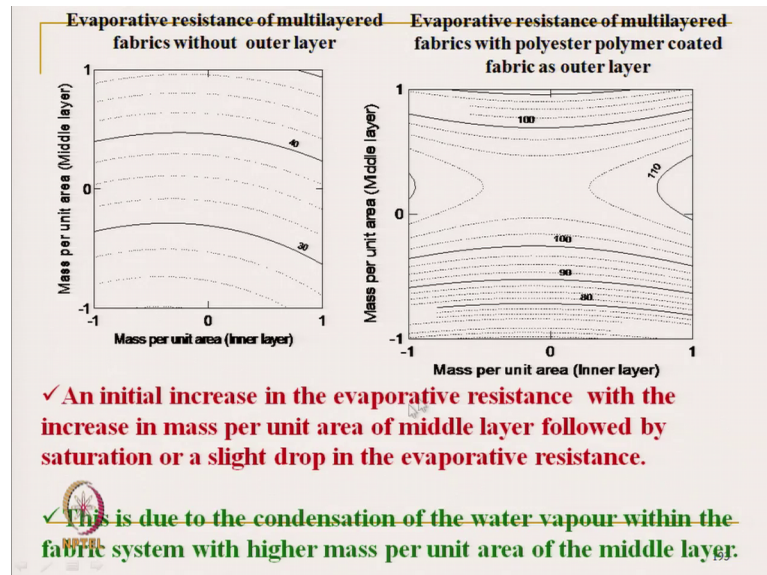 Evaporative resistance of multilayered
fabrics without outer layer
Evaporative resistance of multilayered
fabrics with polyester polymer coated
fabric as outer layer
Mass per unit area (Middle layer)
1
0
-1
40
30
-1
0
1
Mass per unit area (Inner layer)
Mass per unit area (Middle layer)
1
0
-1
100
110
100
90
80
-1
0
1
Mass per unit area (Inner layer)
✓An initial increase in the evaporative resistance with the
increase in mass per unit area of middle layer followed by
saturation or a slight drop in the evaporative resistance.
✓This is due to the condensation of the water vapour within the
fabric system with higher mass per unit area of the middle layer.
NPTEL
193